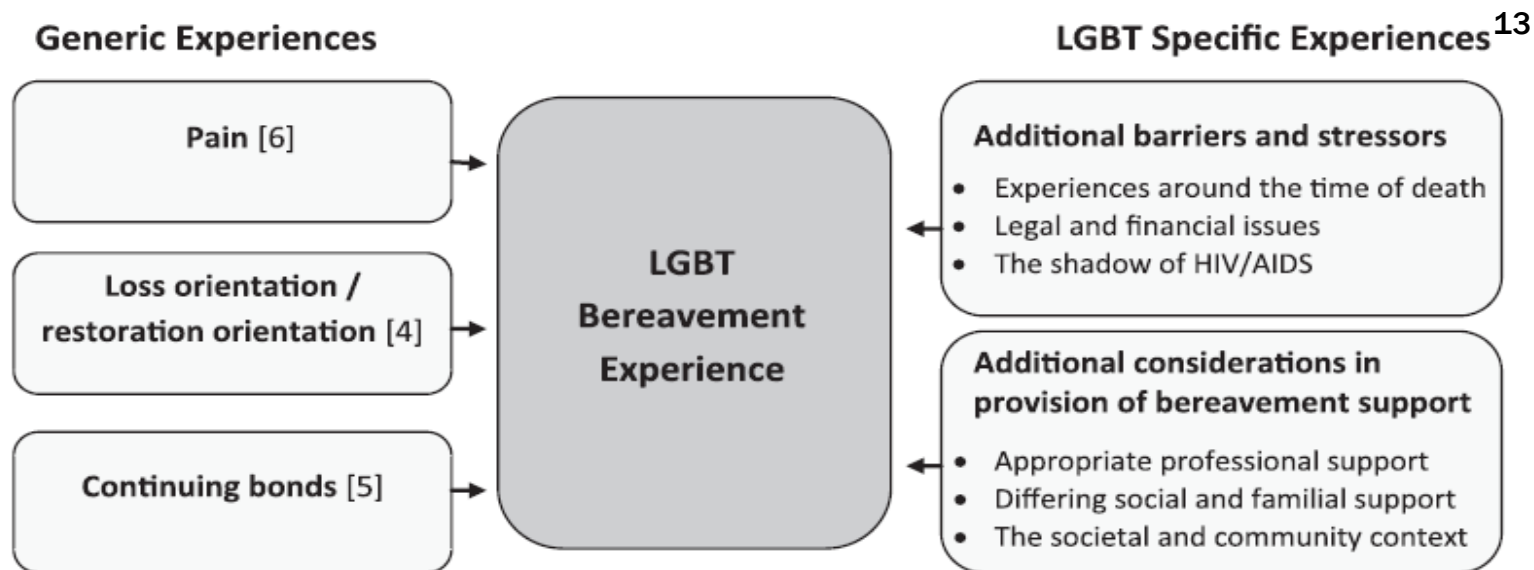 Generic Experiences
LGBT Specific Experiences 13
Pain [6]
Loss orientation /
restoration orientation [4]
Continuing bonds [5]
LGBT
Bereavement
Experience
Additional barriers and stressors
• Experiences around the time of death
• Legal and financial issues
• The shadow of HIV/AIDS
Additional considerations in
provision of bereavement support
• Appropriate professional support
• Differing social and familial support
• The societal and community context